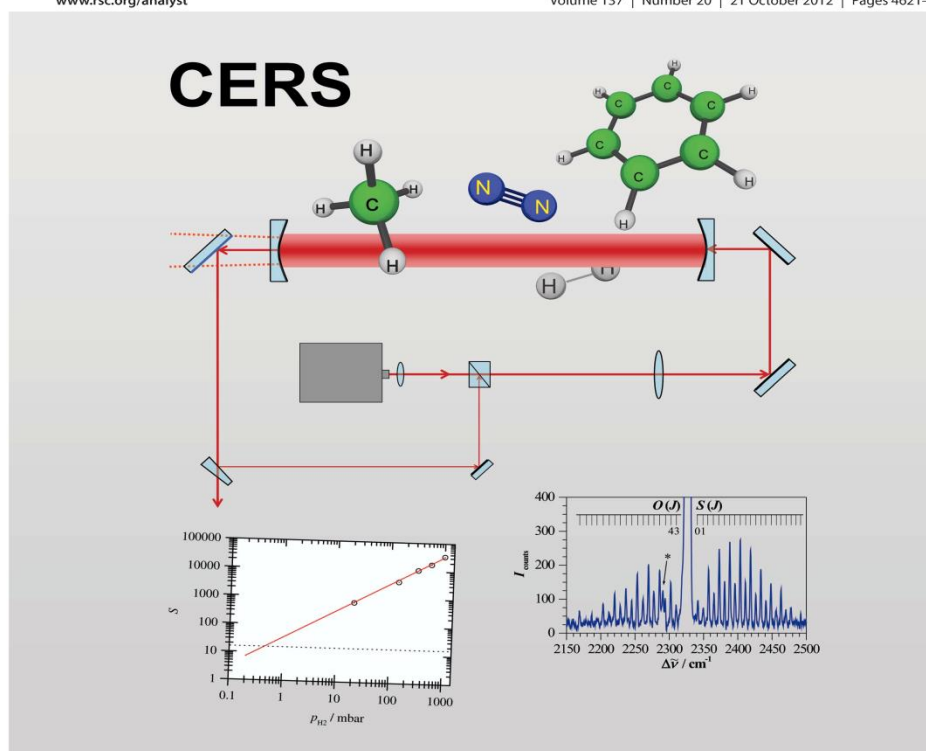 www.rsc.org/analyst
Volume 137 | Number 20 | 21 October 2012 | Pages 4621–
CERS
H
H
H
C
H
N
N
C
C
C
C
C
C
H
H
H
H
H
H
H
H
100000
10000
1000
100
10
1
S
0.1
1
10
100
1000
pH2 / mbar
400
300
200
100
0
I counts
O (J)
S (J)
43
01
*
2150 2200 2250 2300 2350 2400 2450 2500
Δν̃ / cm-1